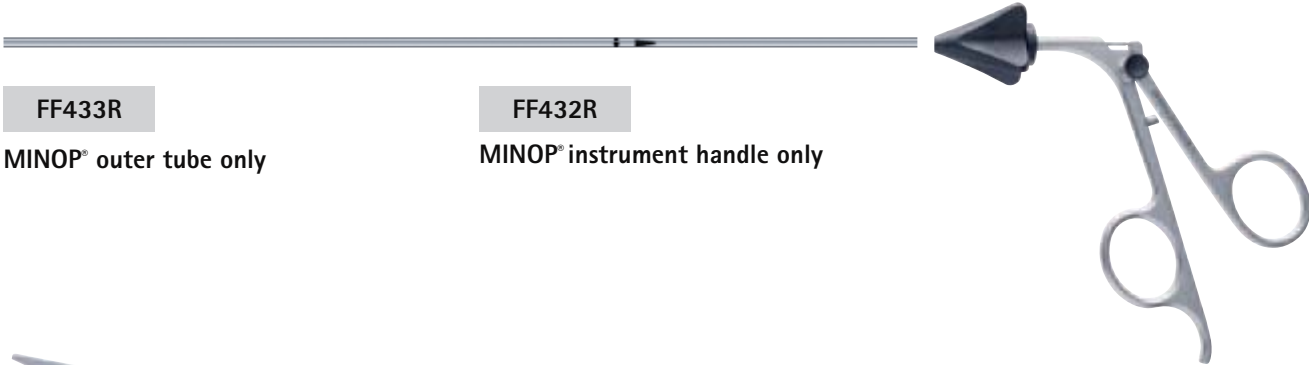 FF433R
MINOP® outer tube only
FF432R
MINOP® instrument handle only